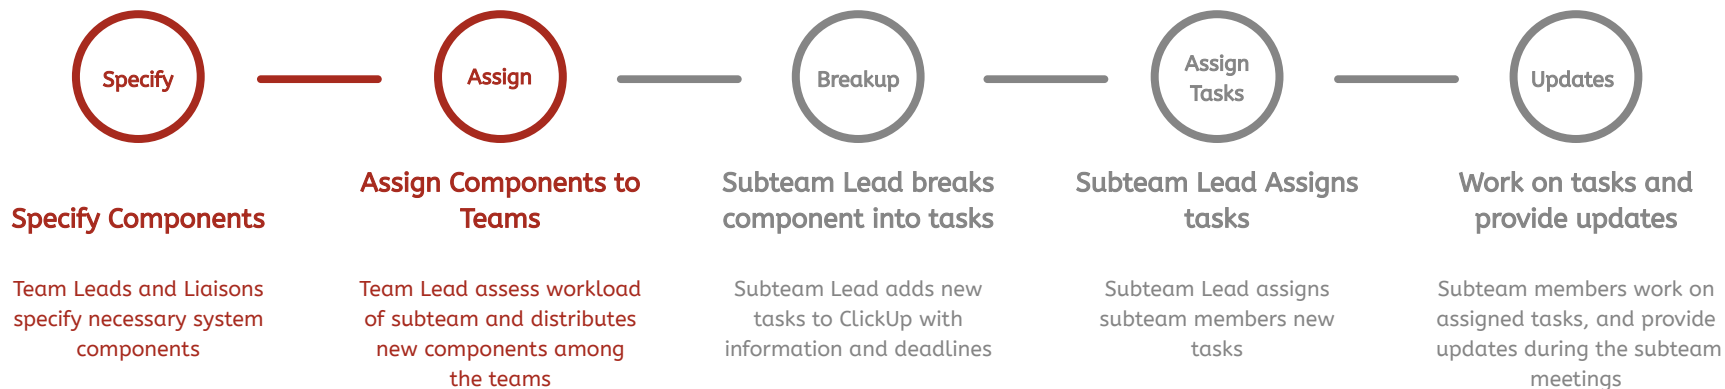 Specify
Assign
Breakup
Assign
Tasks
Updates
Specify Components
Assign Components to
Teams
Subteam Lead breaks
component into tasks
Subteam Lead Assigns
tasks
Work on tasks and
provide updates
Team Leads and Liaisons
specify necessary system
components
Team Lead assess workload
of subteam and distributes
new components among
the teams
Subteam Lead adds new
tasks to ClickUp with
information and deadlines
Subteam Lead assigns
subteam members new
tasks
Subteam members work on
assigned tasks, and provide
updates during the subteam
meetings